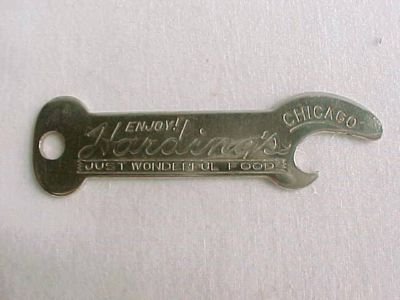 ENJOY!
Harding's
JUST WONDERFUL FOOD
CHICAGO